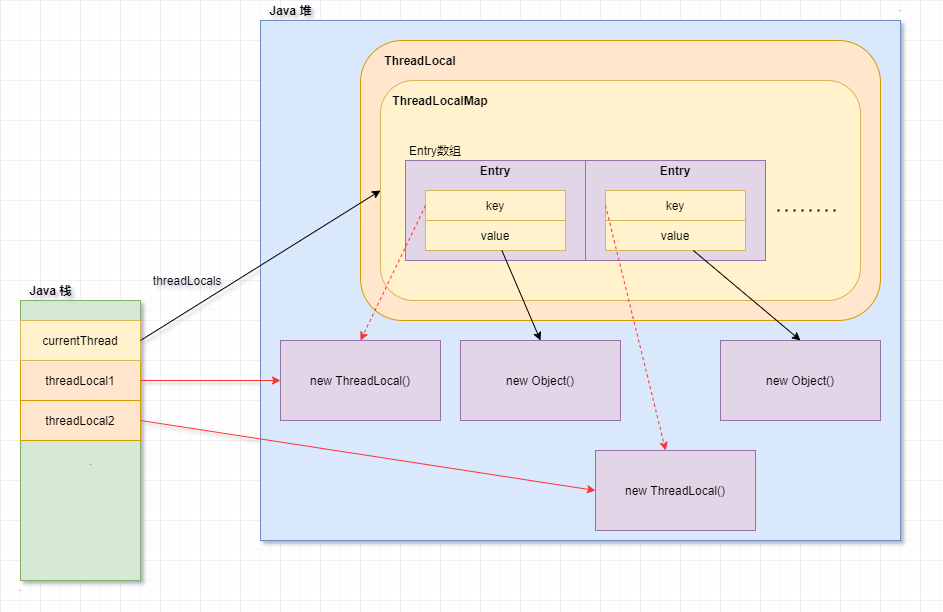 Java 堆
ThreadLocal
ThreadLocalMap
Entry数组
Entry
Entry
key
key
value
value
........
threadLocals
Java 栈
currentThread
threadLocal1
threadLocal2
new ThreadLocal()
new Object()
new Object()
new ThreadLocal()